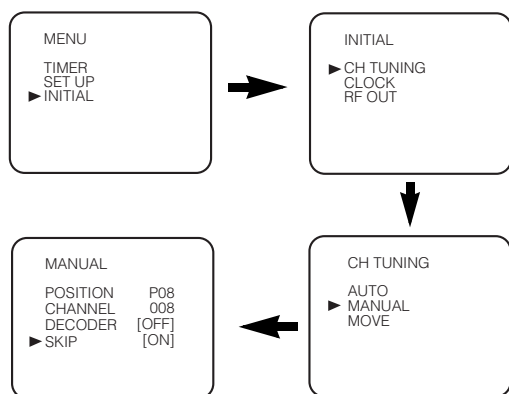 MENU
TIMER
SET UP
INITIAL
INITIAL
CH TUNING
CLOCK
RF OUT
CH TUNING
AUTO
MANUAL
MOVE
MANUAL
POSITION P08
CHANNEL 008
DECODER [OFF]
SKIP [ON]